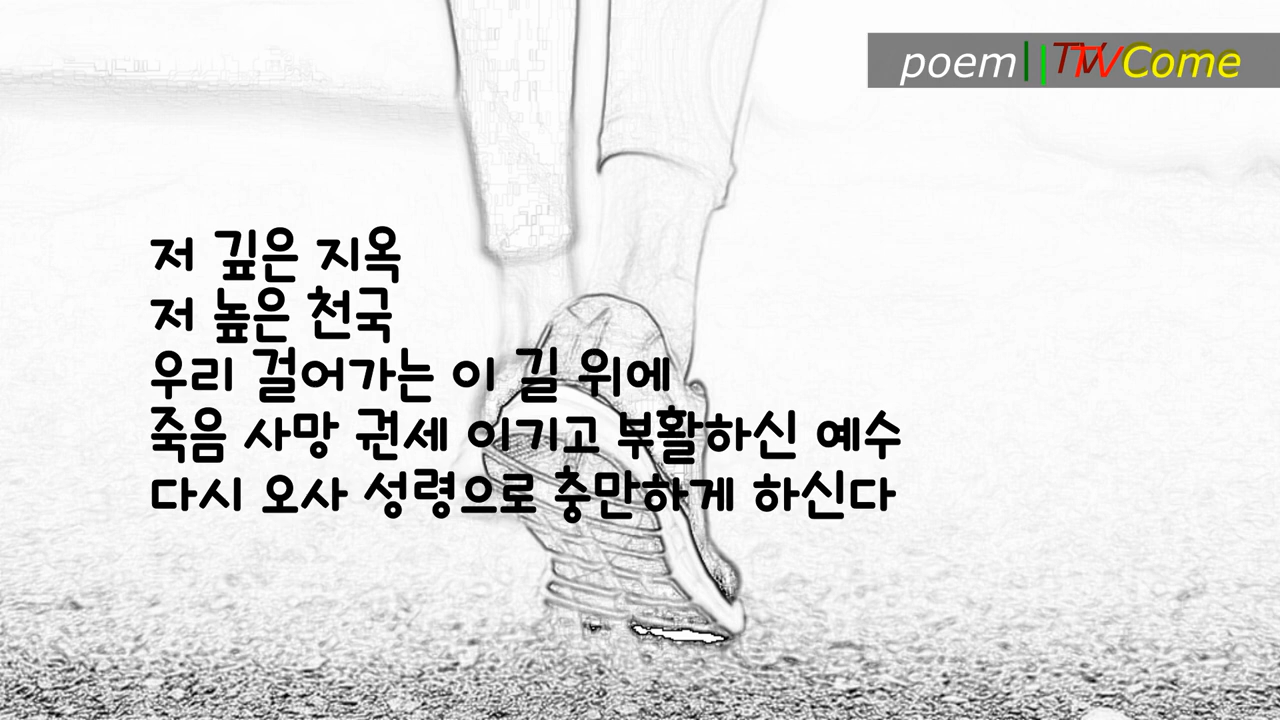 poem||TWCome
저 깊은 지옥
저 높은 천국
우리 걸어가는 이 길 위에
죽음 사망 권세 이기고 부활하신 예수
다시 오사 성령으로 충만하게 하신다